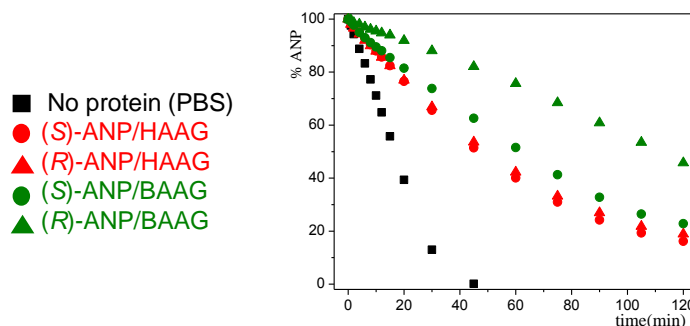 No protein (PBS)
(S)-ANP/HAAG
(R)-ANP/HAAG
(S)-ANP/BAAG
(R)-ANP/BAAG
% ANP
100
80
60
40
20
0
0 20 40 60 80 100 120
time(min)